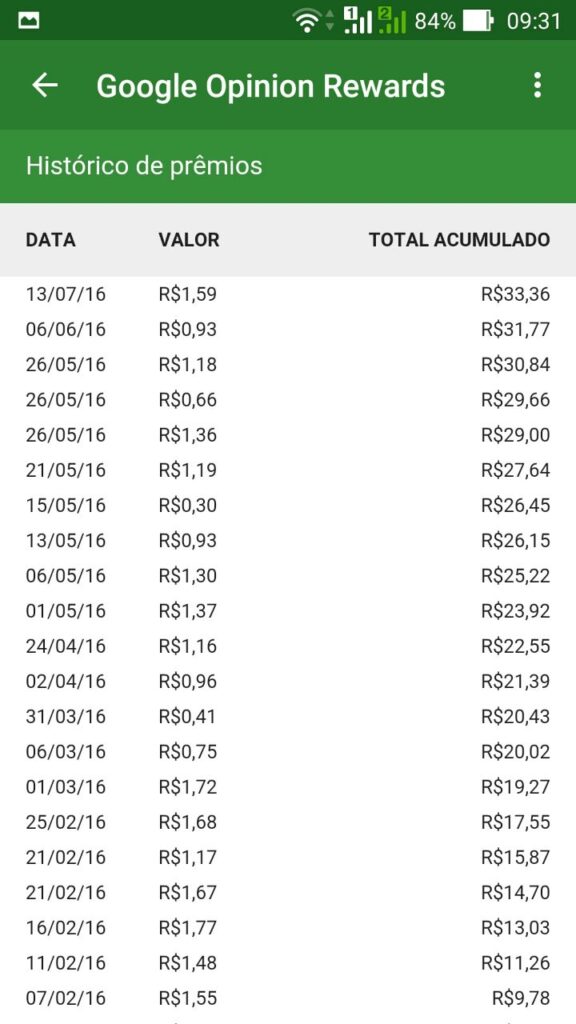 1 2 84% 09:31
Google Opinion Rewards
Histórico de prêmios
DATA VALOR TOTAL ACUMULADO
13/07/16 R$1,59 R$33,36
06/06/16 R$0,93 R$31,77
26/05/16 R$1,18 R$30,84
26/05/16 R$0,66 R$29,66
26/05/16 R$1,36 R$29,00
21/05/16 R$1,19 R$27,64
15/05/16 R$0,30 R$26,45
13/05/16 R$0,93 R$26,15
06/05/16 R$1,30 R$25,22
01/05/16 R$1,37 R$23,92
24/04/16 R$1,16 R$22,55
02/04/16 R$0,96 R$21,39
31/03/16 R$0,41 R$20,43
06/03/16 R$0,75 R$20,02
01/03/16 R$1,72 R$19,27
25/02/16 R$1,68 R$17,55
21/02/16 R$1,17 R$15,87
21/02/16 R$1,67 R$14,70
16/02/16 R$1,77 R$13,03
11/02/16 R$1,48 R$11,26
07/02/16 R$1,55 R$9,78